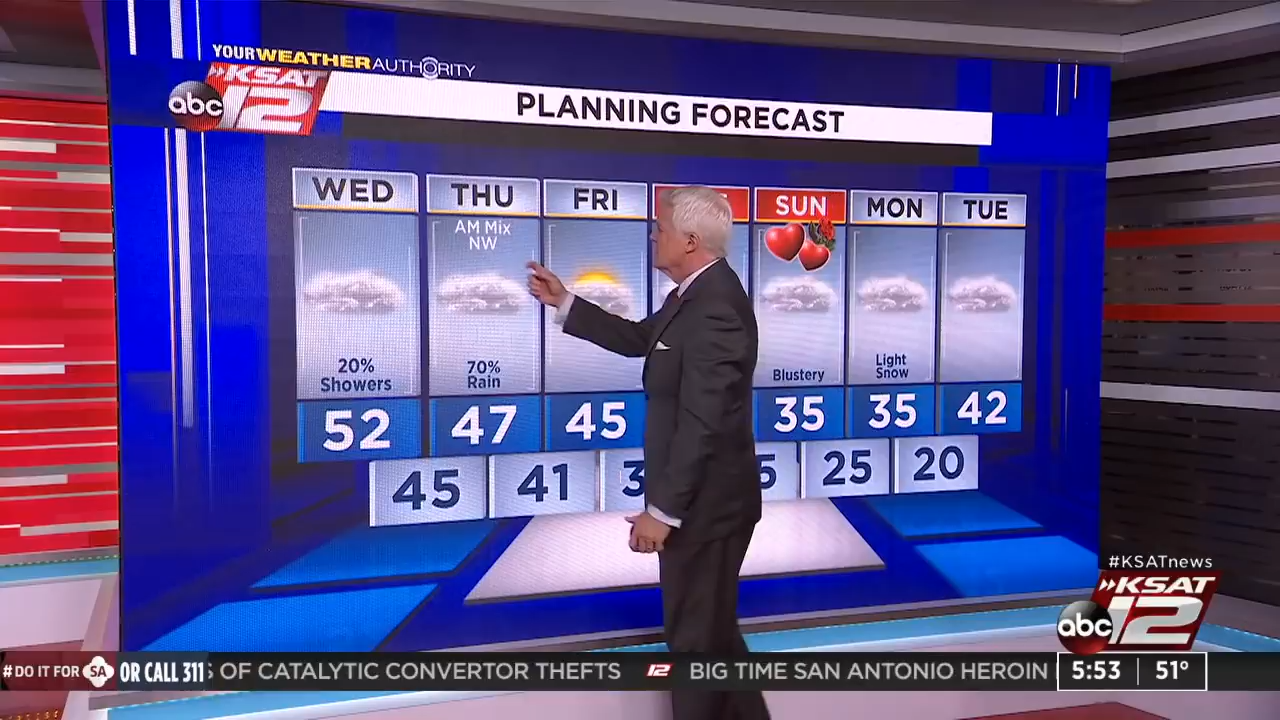 YOUR WEATHER AUTHORITY
KSAT
abc 12
PLANNING FORECAST
WED THU FRI SUN MON TUE
AM Mix
NW
20%
Showers
70%
Rain
Blustery
Light
Snow
52 47 45 35 35 42
45 41 25 20
#KSATnews
KSAT
abc 12
#DO IT FOR SA OR CALL 311 OF CATALYTIC CONVERTOR THEFTS 12 BIG TIME SAN ANTONIO HEROIN 5:53 51°